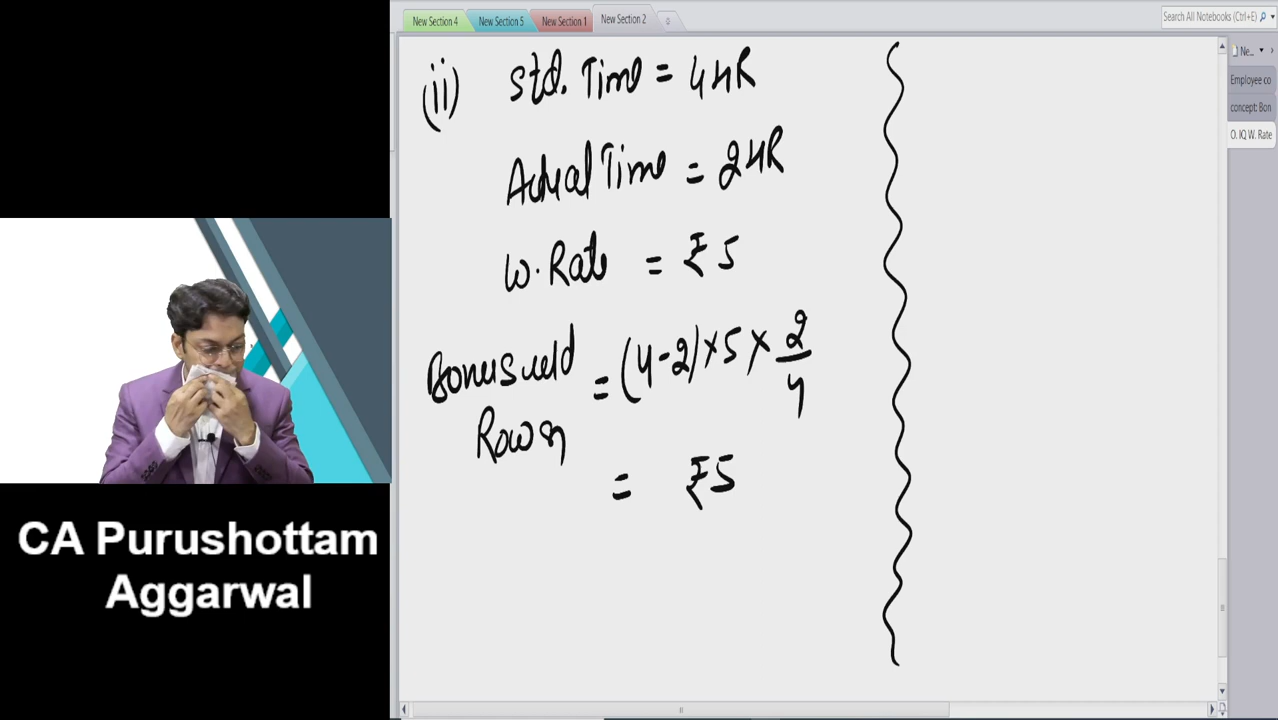 New Section 4 New Section 5 New Section 1 New Section 2
Search All Notebooks (Ctrl+E)
Ne...
Employee co
concept: Bon
O. IQ W. Rate
(ii) Std. Time = 4 HR
Actual Time = 2 HR
W. Rate = ₹ 5
Bonus = (4-2) × 5 × 2/4
Rowan
= ₹5
CA Purushottam
Aggarwal